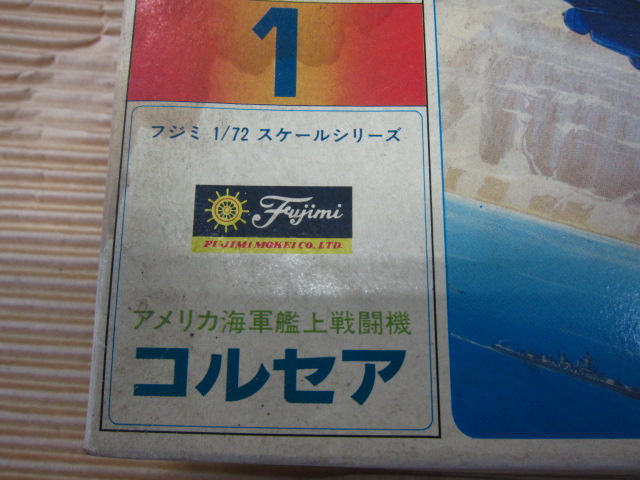 1
フジミ 1/72 スケールシリーズ
Fujimi
FUJIMI MOKEI CO. LTD.
アメリカ海軍艦上戦闘機
コルセア